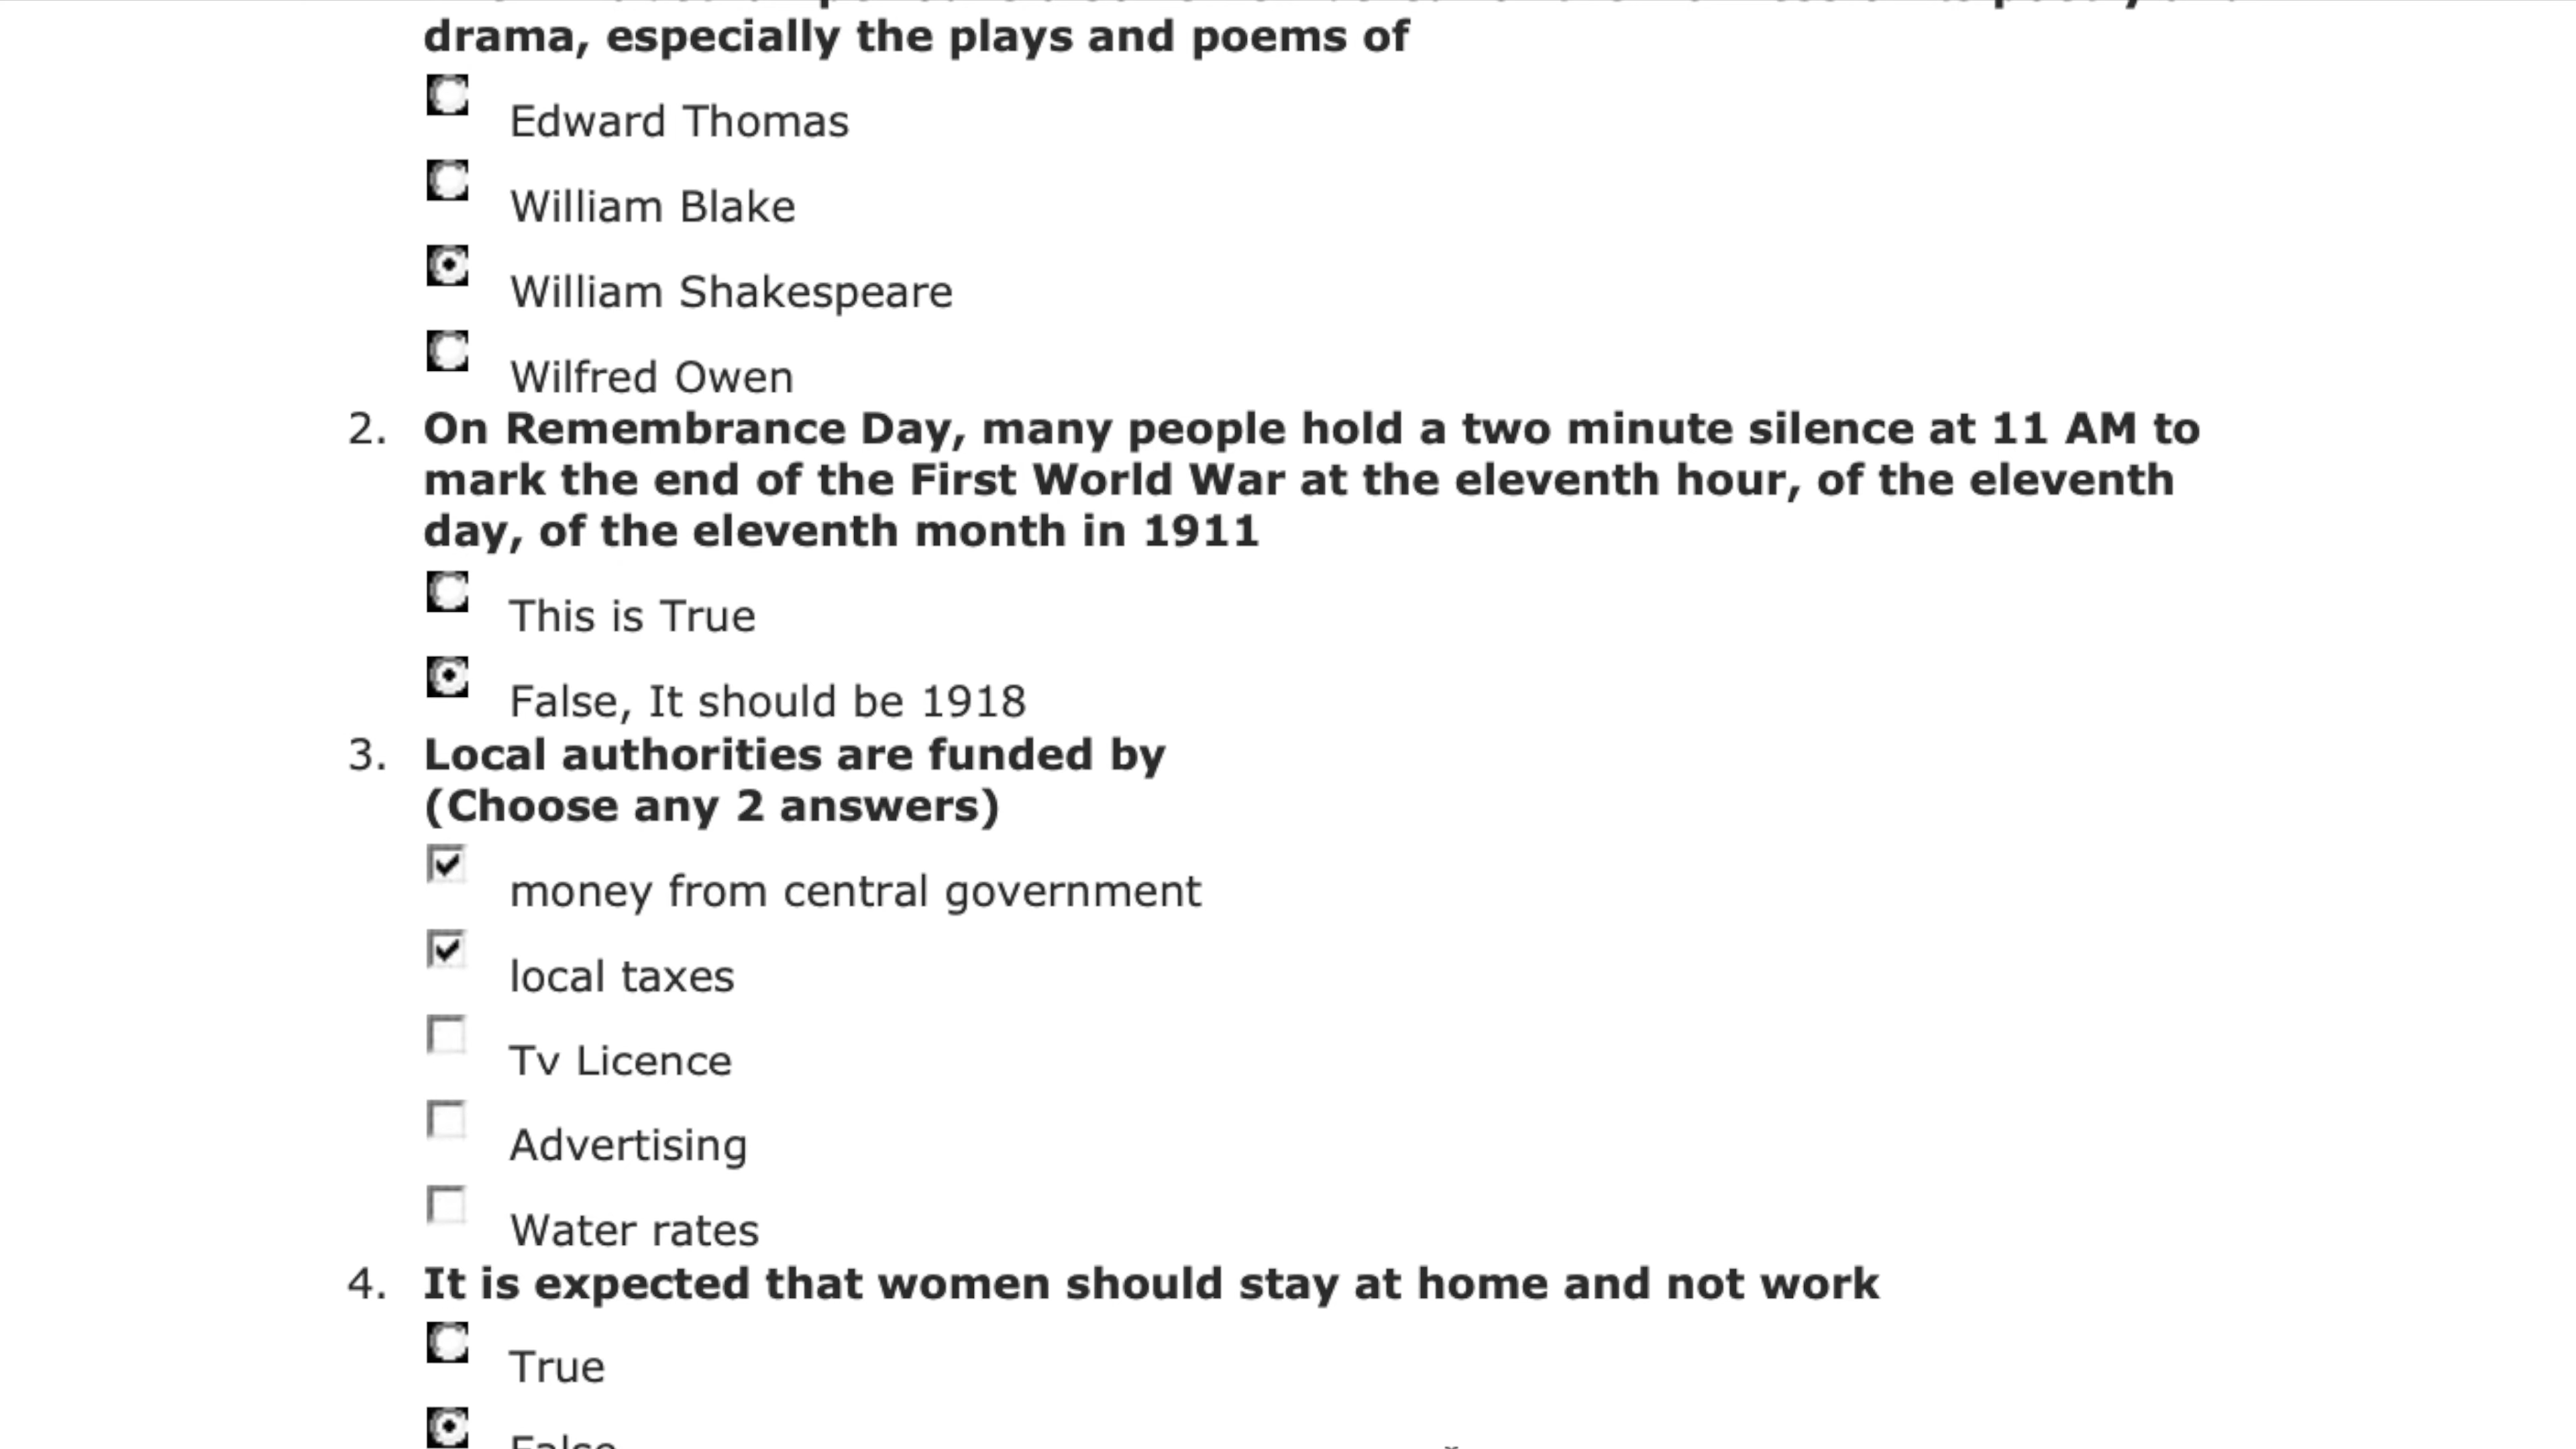 drama, especially the plays and poems of
Edward Thomas
William Blake
William Shakespeare
Wilfred Owen
2. On Remembrance Day, many people hold a two minute silence at 11 AM to
mark the end of the First World War at the eleventh hour, of the eleventh
day, of the eleventh month in 1911
This is True
False, It should be 1918
3. Local authorities are funded by
(Choose any 2 answers)
money from central government
local taxes
Tv Licence
Advertising
Water rates
4. It is expected that women should stay at home and not work
True
False